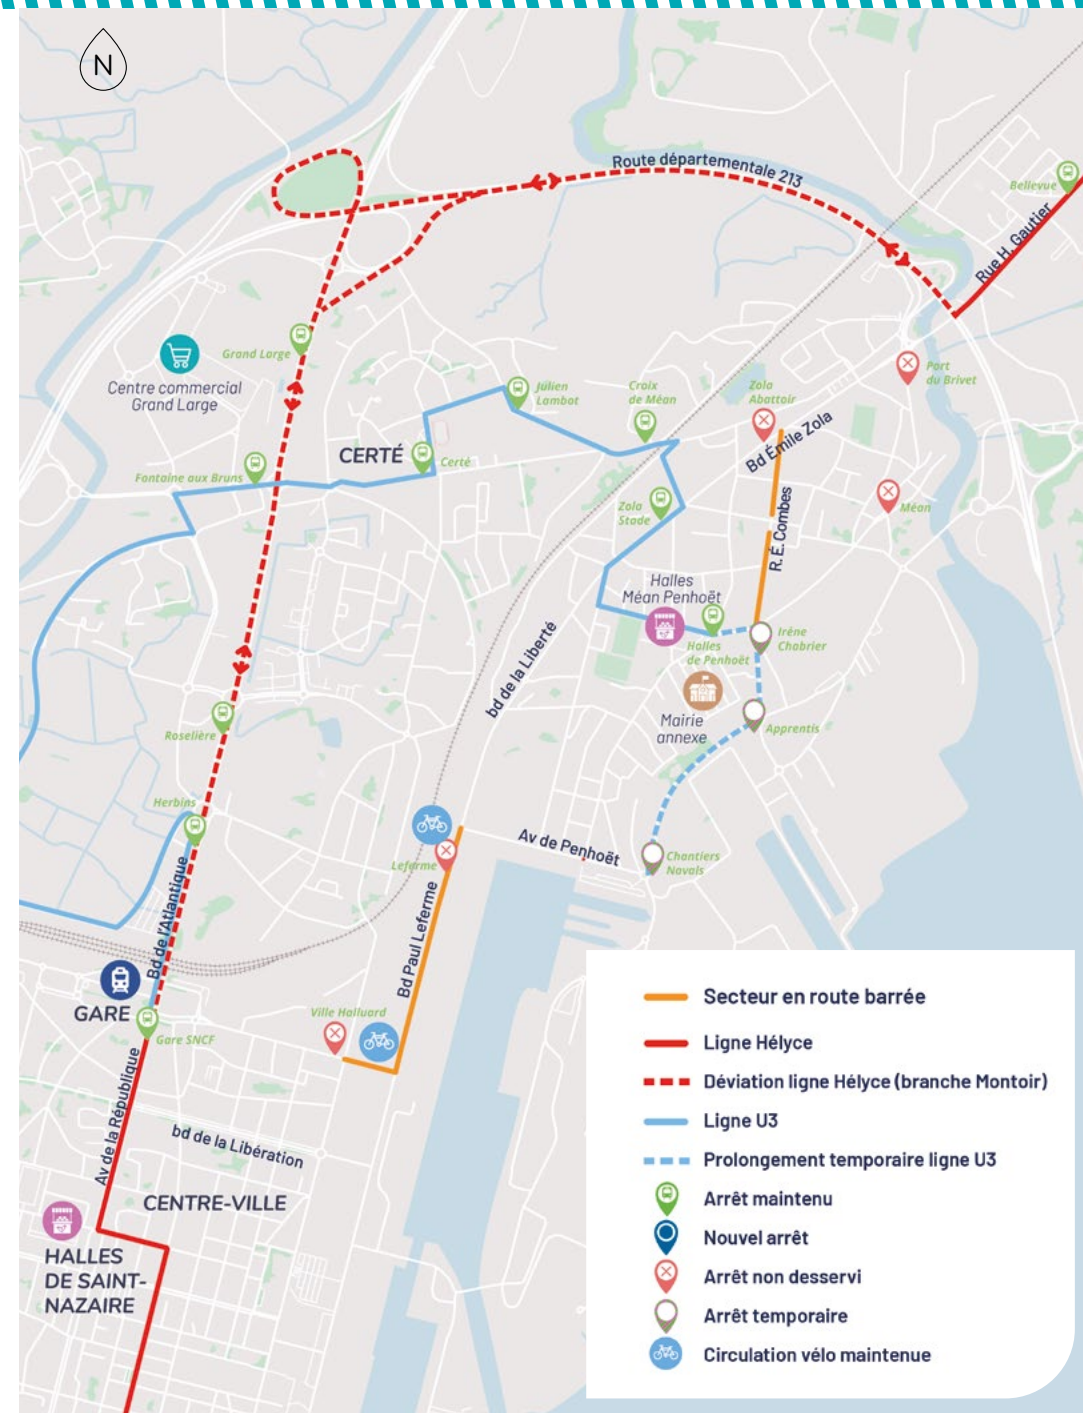 N
Route départementale 213
Bellevue
Rue H. Gautier
Grand Large
Centre commercial
Grand Large
Port
du Brivet
Julien
Lambot
Croix
de Méan
Zola
Abattoir
Bd Émile Zola
CERTÉ
Certé
Fontaine aux Bruns
Zola
Stade
Méan
R. É. Combes
Halles
Méan Penhoët
Halles
de Penhoët
Irène
Chabrier
bd de la Liberté
Mairie
annexe
Apprentis
Roselière
Herbins
Leferme
Av de Penhoët
Chantiers
Navals
Bd de l'Atlantique
Bd Paul Leferme
GARE
Gare SNCF
Ville Halluard
Av de la République
bd de la Libération
CENTRE-VILLE
HALLES
DE SAINT-
NAZAIRE
Secteur en route barrée
Ligne Hélyce
Déviation ligne Hélyce (branche Montoir)
Ligne U3
Prolongement temporaire ligne U3
Arrêt maintenu
Nouvel arrêt
Arrêt non desservi
Arrêt temporaire
Circulation vélo maintenue